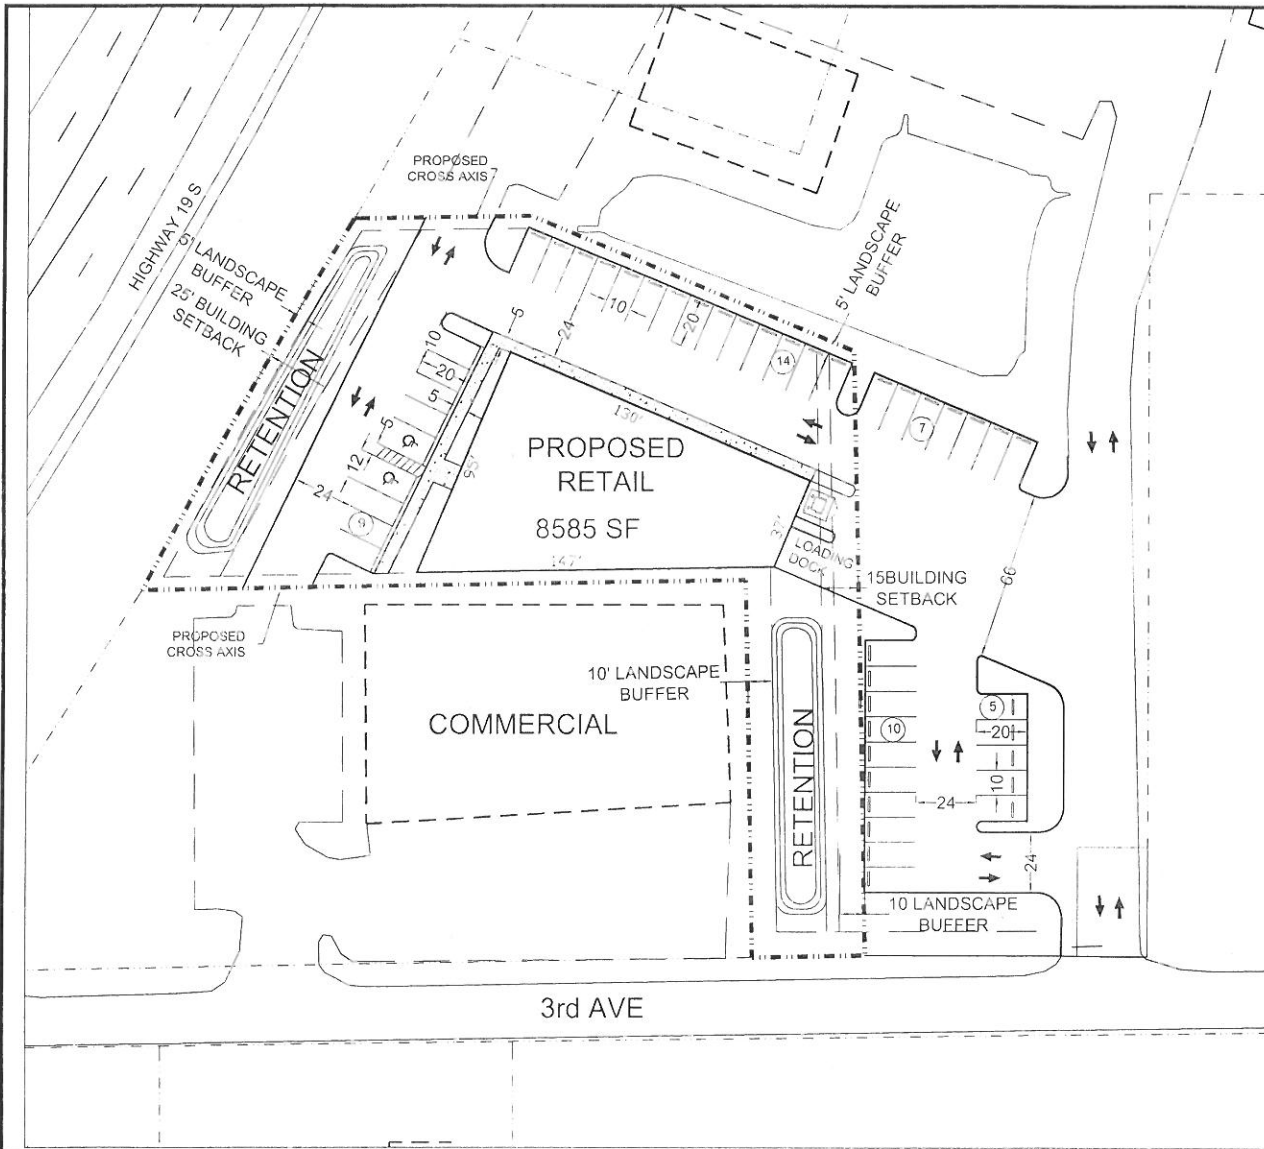 PROPOSED
CROSS AXIS
HIGHWAY 19 S
5' LANDSCAPE
BUFFER
25' BUILDING
SETBACK
5' LANDSCAPE
BUFFER
RETENTION
10
20
5
5
12
24
9
5
24
10
20
14
7
130'
PROPOSED
RETAIL
8585 SF
95'
147'
37'
LOADING
DOCK
15BUILDING
SETBACK
66
PROPOSED
CROSS AXIS
10' LANDSCAPE
BUFFER
COMMERCIAL
RETENTION
10
5
20
10
24
24
10 LANDSCAPE
BUFFER
3rd AVE